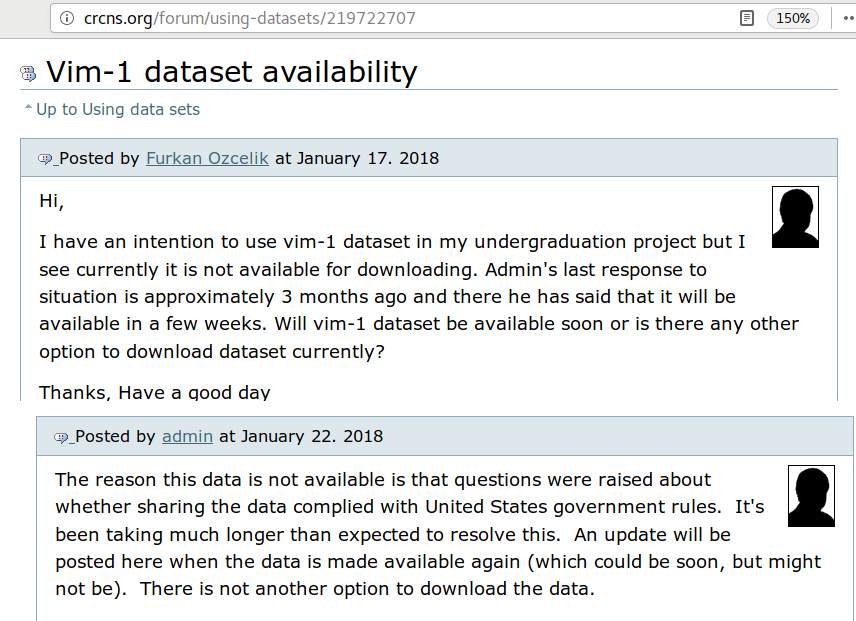 crcns.org/forum/using-datasets/219722707
150%
Vim-1 dataset availability
Up to Using data sets
Posted by Furkan Ozcelik at January 17. 2018
Hi,
I have an intention to use vim-1 dataset in my undergraduation project but I
see currently it is not available for downloading. Admin's last response to
situation is approximately 3 months ago and there he has said that it will be
available in a few weeks. Will vim-1 dataset be available soon or is there any other
option to download dataset currently?
Thanks, Have a good day
Posted by admin at January 22. 2018
The reason this data is not available is that questions were raised about
whether sharing the data complied with United States government rules.  It's
been taking much longer than expected to resolve this.  An update will be
posted here when the data is made available again (which could be soon, but might
not be).  There is not another option to download the data.